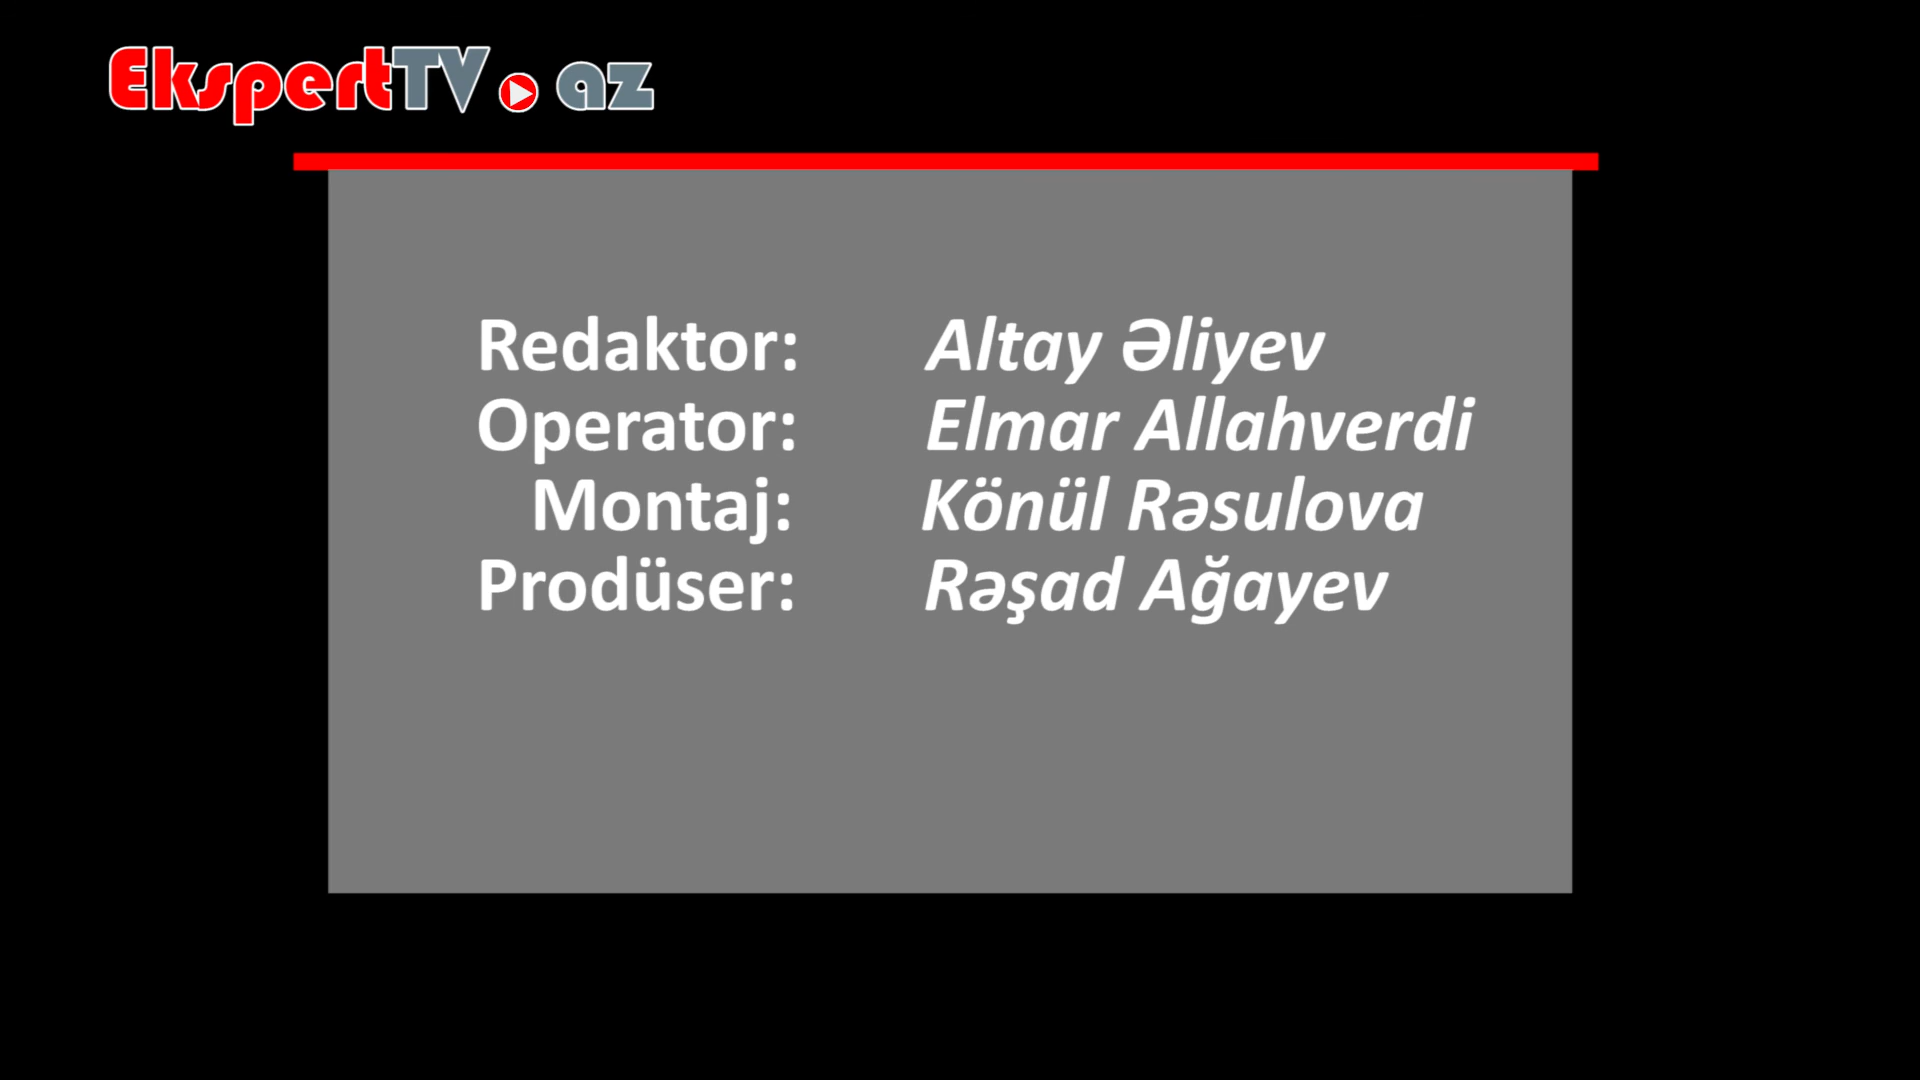 EkspertTV.az
Redaktor: Altay Əliyev
Operator: Elmar Allahverdi
Montaj: Könül Rəsulova
Prodüser: Rəşad Ağayev